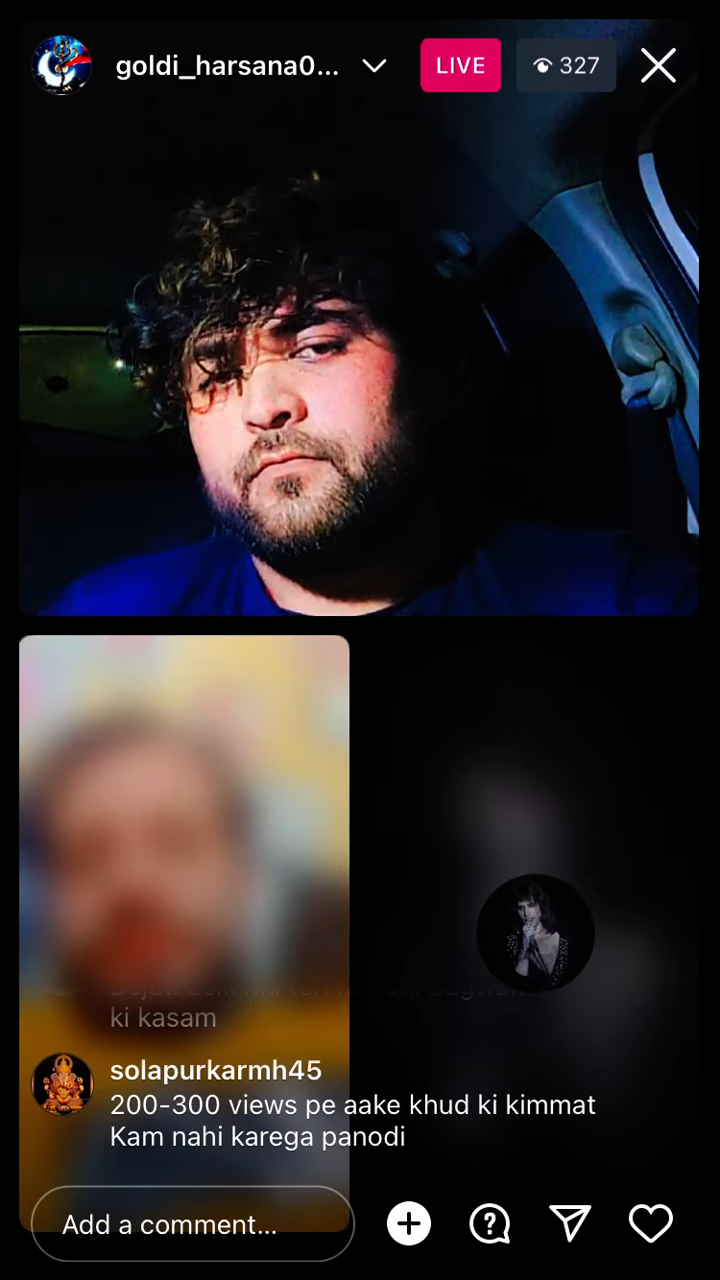 goldi_harsana0...
LIVE
327
ki kasam
solapurkarmh45
200-300 views pe aake khud ki kimmat
Kam nahi karega panodi
Add a comment...